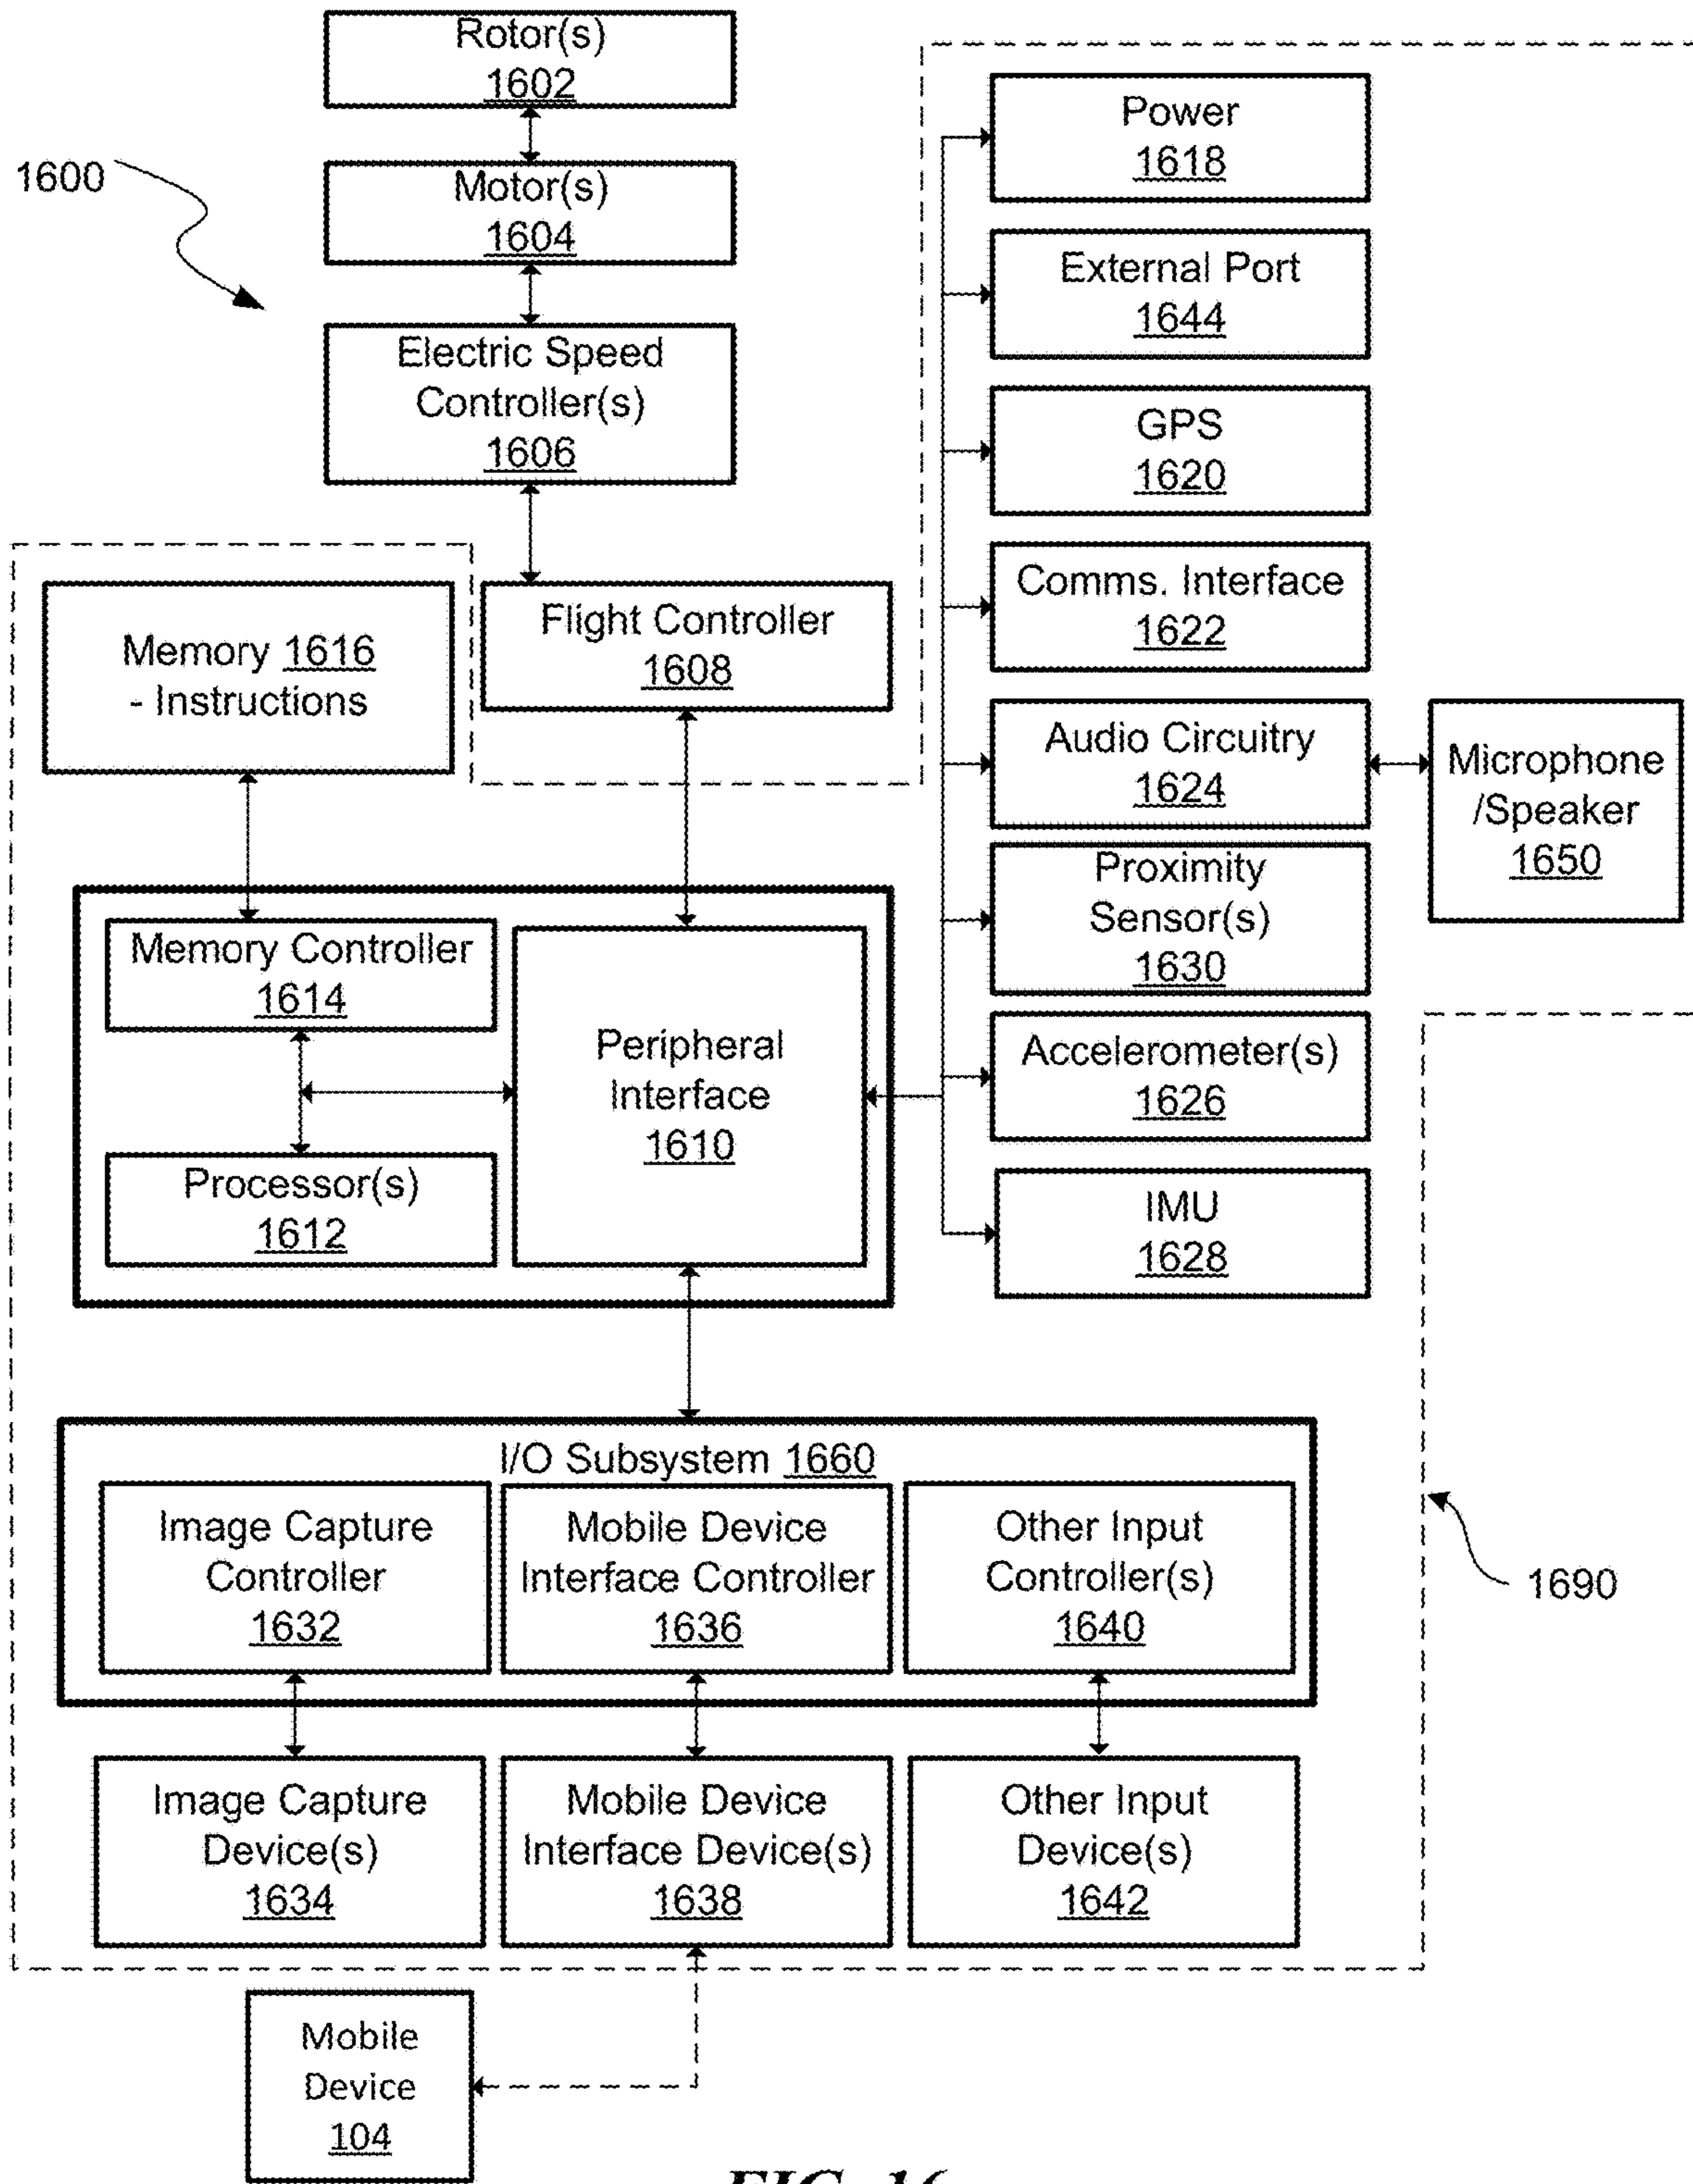 Rotor(s)
1602
1600
Motor(s)
1604
Electric Speed
Controller(s)
1606
Flight Controller
1608
Memory 1616
- Instructions
Memory Controller
1614
Processor(s)
1612
Peripheral
Interface
1610
Power
1618
External Port
1644
GPS
1620
Comms. Interface
1622
Audio Circuitry
1624
Microphone
/Speaker
1650
Proximity
Sensor(s)
1630
Accelerometer(s)
1626
IMU
1628
I/O Subsystem 1660
Image Capture
Controller
1632
Mobile Device
Interface Controller
1636
Other Input
Controller(s)
1640
1690
Image Capture
Device(s)
1634
Mobile Device
Interface Device(s)
1638
Other Input
Device(s)
1642
Mobile
Device
104
FIG. 16